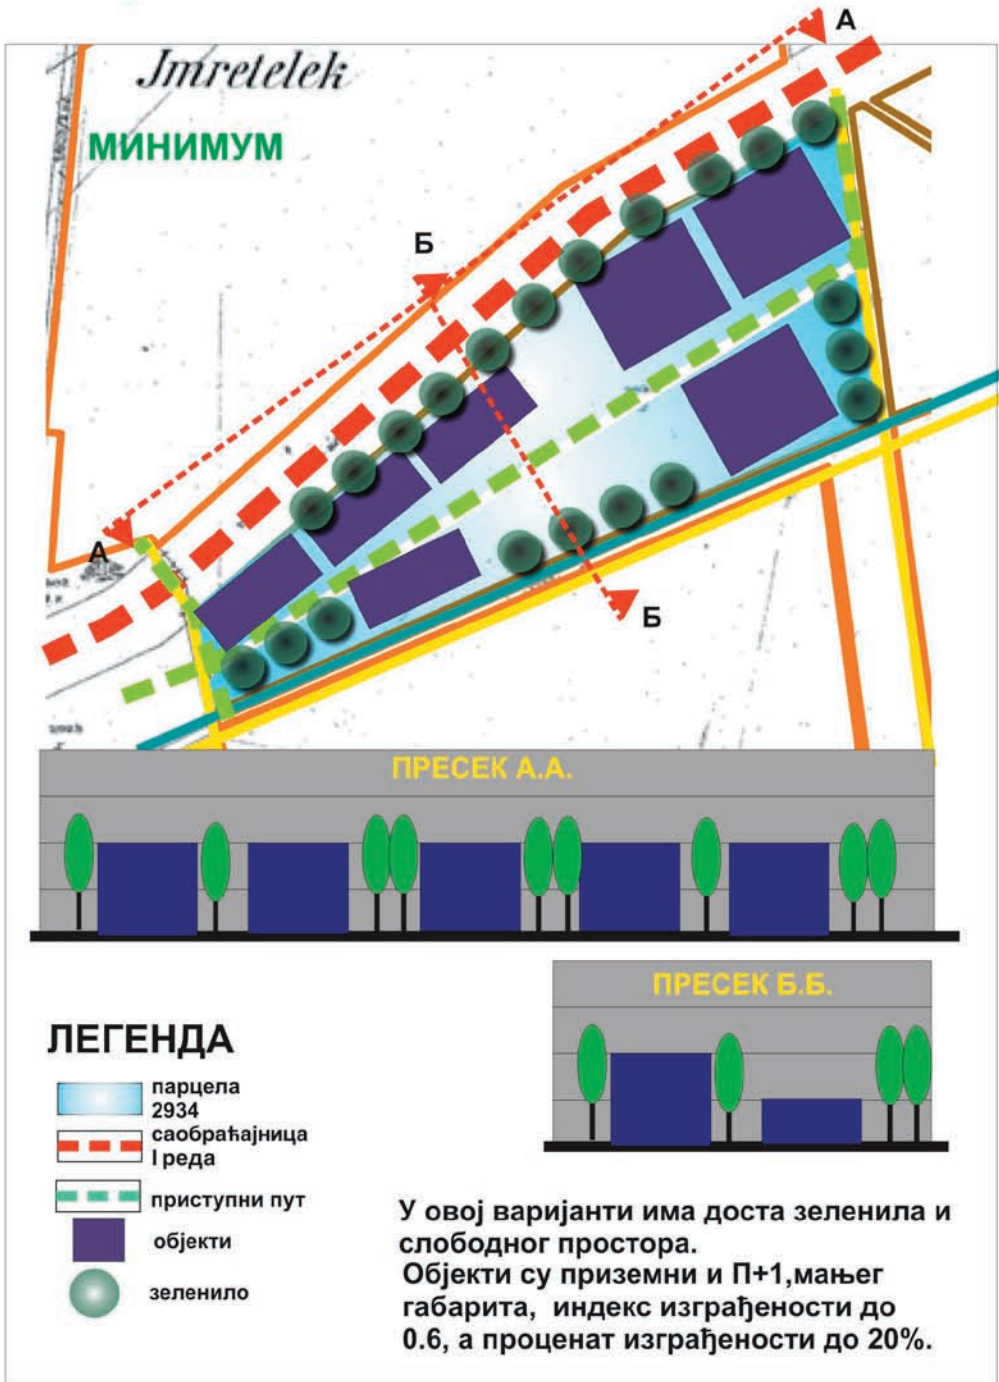 А
Jmretelek
МИНИМУМ
Б
А
Б
ПРЕСЕК А.А.
ПРЕСЕК Б.Б.
ЛЕГЕНДА
парцела
2934
саобраћајница
I реда
приступни пут
објекти
зеленило
У овој варијанти има доста зеленила и
слободног простора.
Објекти су приземни и П+1,мањег
габарита, индекс изграђености до
0.6, а проценат изграђености до 20%.